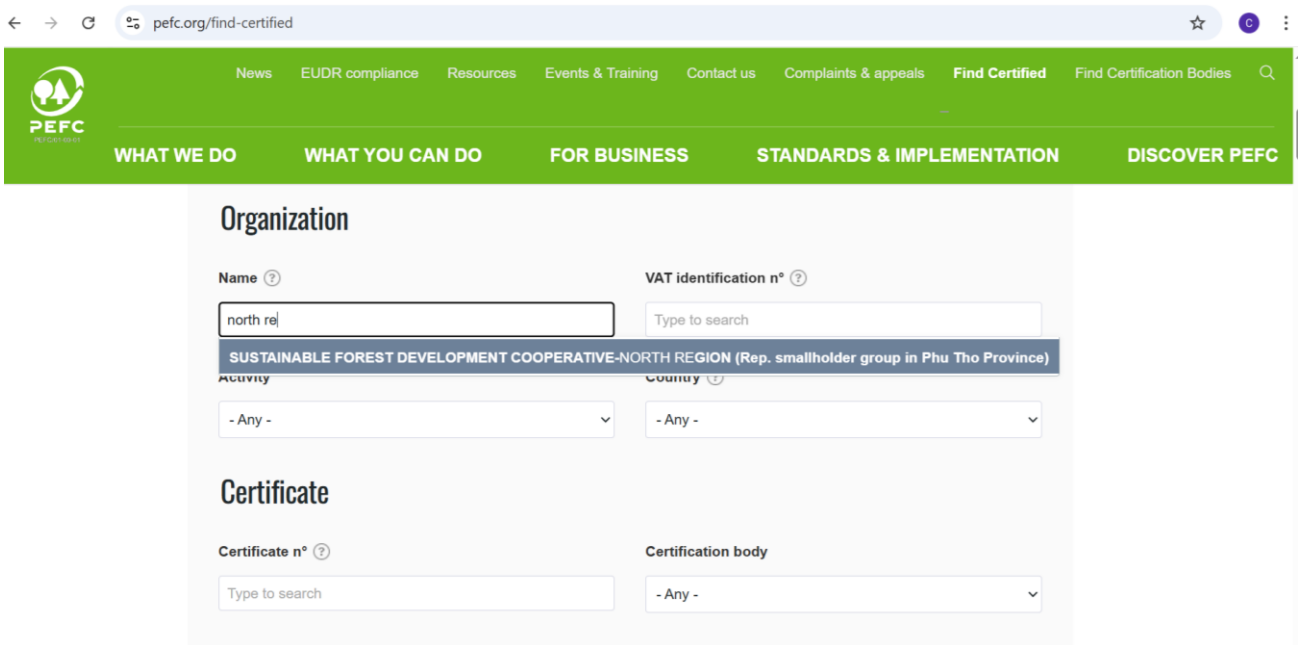 pefc.org/find-certified
C
News EUDR compliance Resources Events & Training Contact us Complaints & appeals Find Certified Find Certification Bodies
PEFC
WHAT WE DO WHAT YOU CAN DO FOR BUSINESS STANDARDS & IMPLEMENTATION DISCOVER PEFC
Organization
Name ? VAT identification n° ?
north re Type to search
SUSTAINABLE FOREST DEVELOPMENT COOPERATIVE-NORTH REGION (Rep. smallholder group in Phu Tho Province)
Activity Country ?
- Any - - Any -
Certificate
Certificate n° ? Certification body
Type to search - Any -